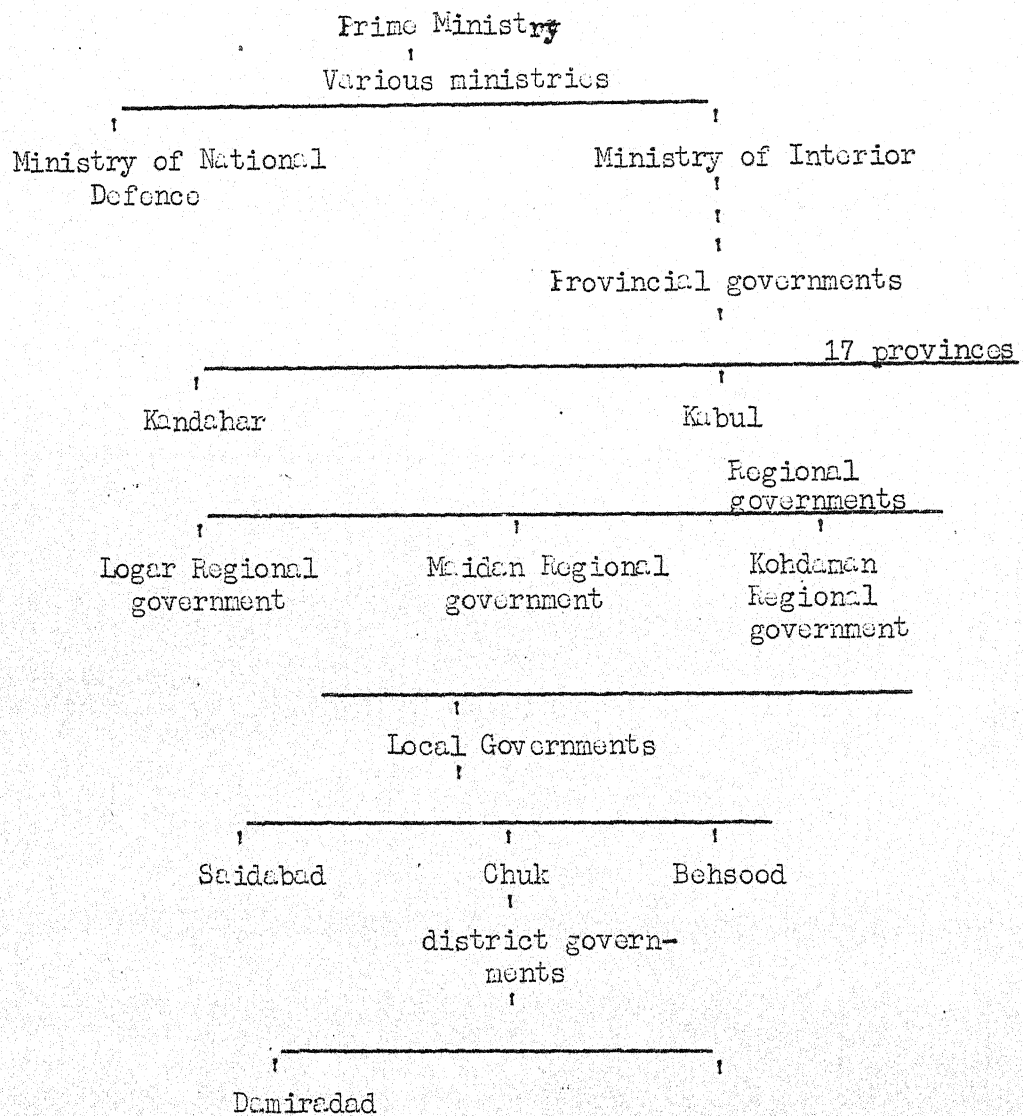 Prime Ministry
Various ministries
Ministry of National
Defence
Ministry of Interior
Provincial governments
17 provinces
Kandahar
Kabul
Regional
governments
Logar Regional
government
Maidan Regional
government
Kohdaman
Regional
government
Local Governments
Saidabad
Chuk
Behsood
district govern-
ments
Damiradad